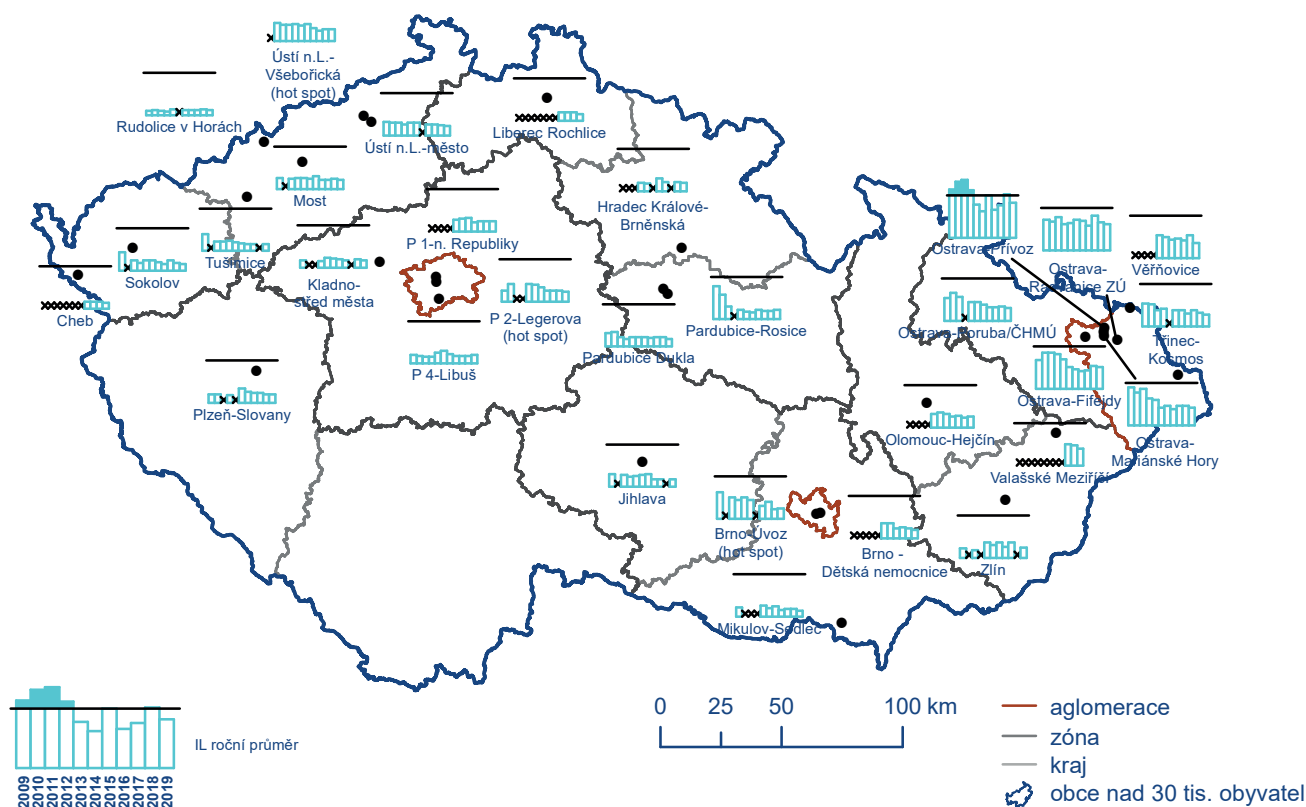 Ústí n.L.-
Všebořická
(hot spot)
Rudolice v Horách
Ústí n.L.-město
Liberec Rochlice
Most
Hradec Králové-
Brněnská
Tušimice
Sokolov
Cheb
P 1-n. Republiky
Kladno-
střed města
P 2-Legerova
(hot spot)
P 4-Libuš
Plzeň-Slovany
Pardubice Dukla
Pardubice-Rosice
Ostrava-Přívoz
Ostrava-
Radvanice ZÚ
Věřňovice
Ostrava-Poruba/ČHMÚ
Třinec-
Kosmos
Ostrava-Fifejdy
Ostrava-
Mariánské Hory
Olomouc-Hejčín
Valašské Meziříčí
Jihlava
Brno-Úvoz
(hot spot)
Brno -
Dětská nemocnice
Zlín
Mikulov-Sedlec
IL roční průměr
2009
2010
2011
2012
2013
2014
2015
2016
2017
2018
2019
0 25 50 100 km
aglomerace
zóna
kraj
obce nad 30 tis. obyvatel